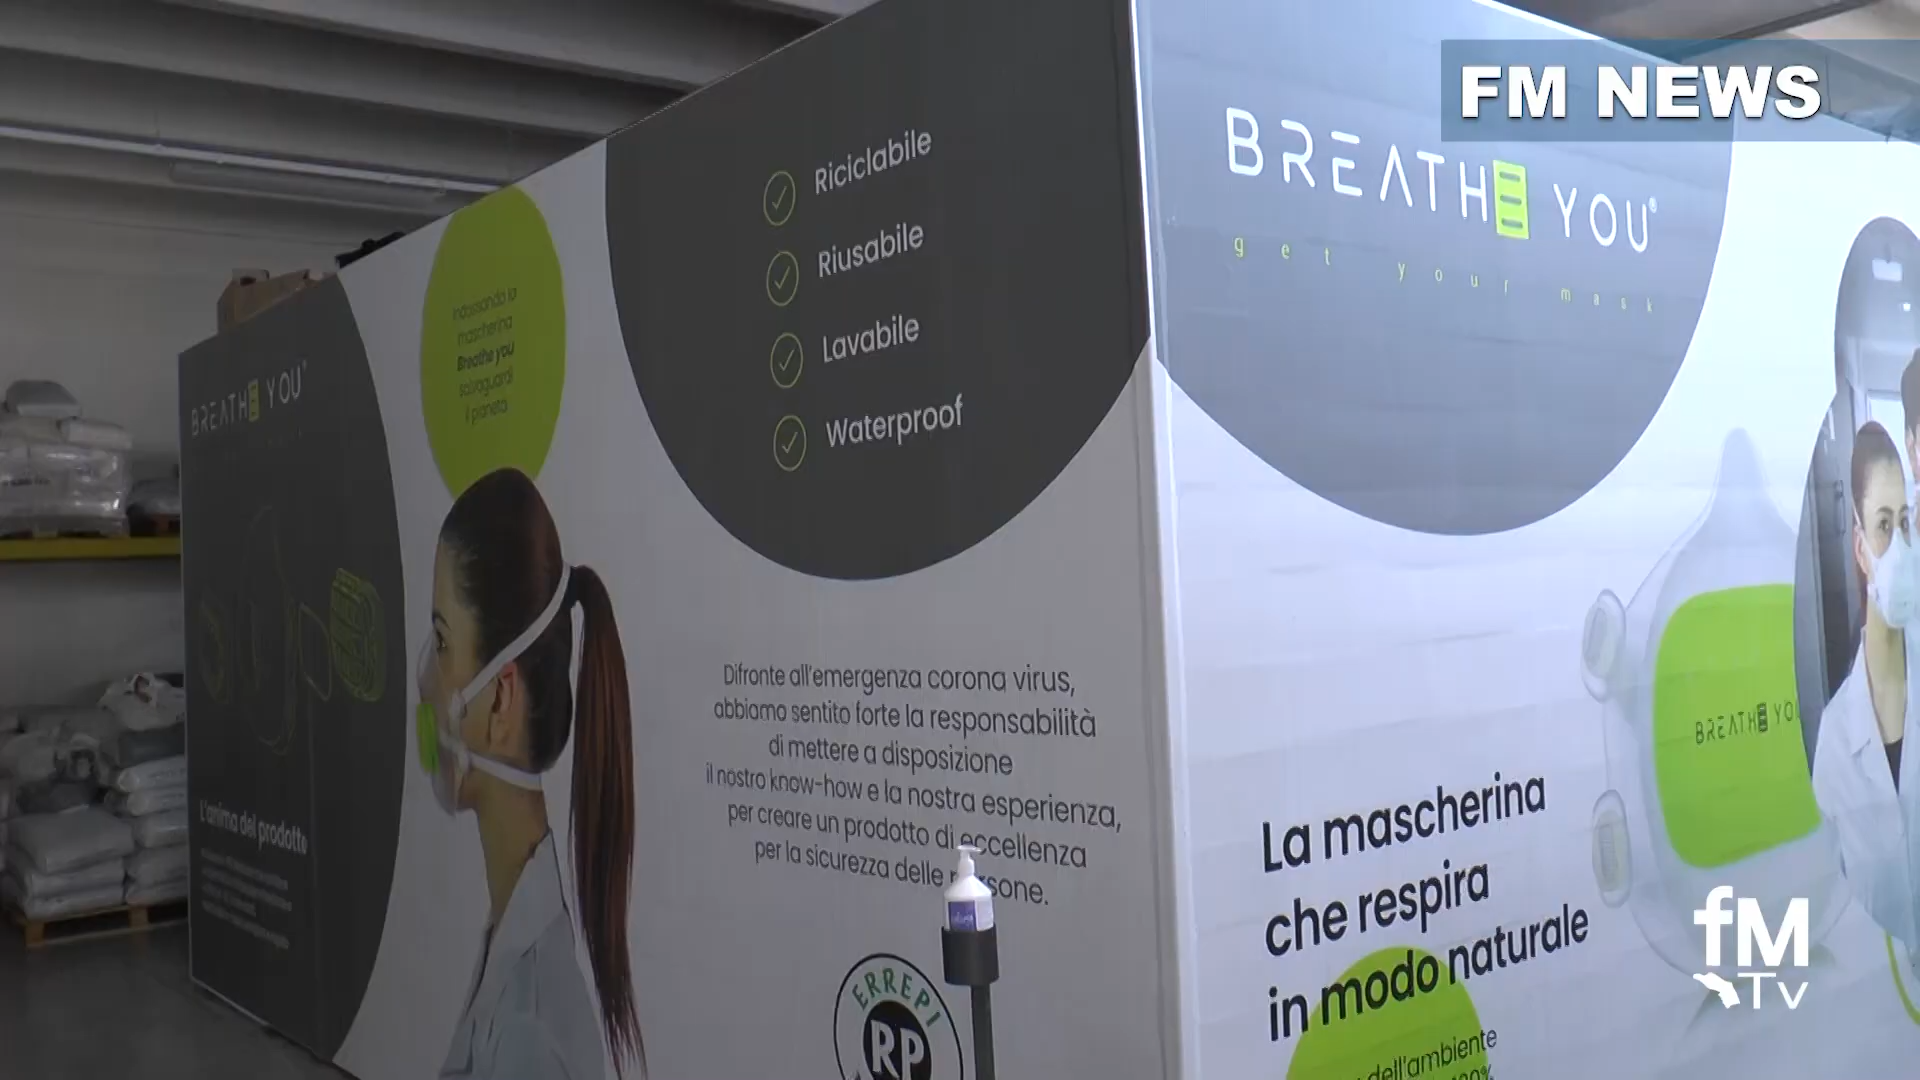 FM NEWS
BREATHE YOU®
get your mask
Riciclabile
Riusabile
Lavabile
Waterproof
Indossando la
mascherina
Breathe you
salvaguardi
il pianeta
BREATHE YOU®
L'anima del prodotto
Difronte all'emergenza corona virus,
abbiamo sentito forte la responsabilità
di mettere a disposizione
il nostro know-how e la nostra esperienza,
per creare un prodotto di eccellenza
per la sicurezza delle persone.
BREATHE YOU
La mascherina
che respira
in modo naturale
dell'ambiente
100%
ERREPI
RP
fM
Tv